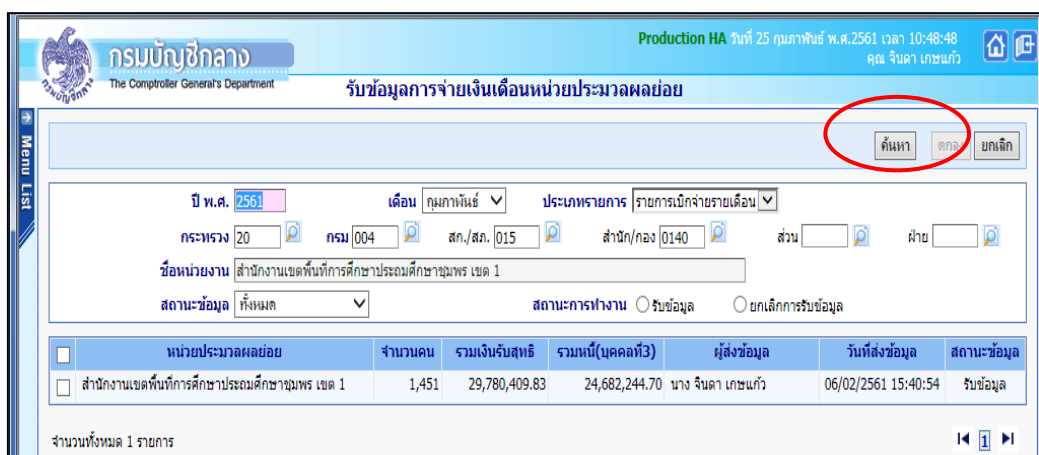 Production HA วันที่ 25 กุมภาพันธ์ พ.ศ.2561 เวลา 10:48:48
กรมบัญชีกลาง
คุณ จินดา เกษแก้ว
The Comptroller General's Department
รับข้อมูลการจ่ายเงินเดือนหน่วยประมวลผลย่อย
กรมบัญชีกลาง
Menu List
ค้นหา ตกลง ยกเลิก
ปี พ.ศ. 2561 เดือน กุมภาพันธ์ ประเภทรายการ รายการเบิกจ่ายรายเดือน
กระทรวง 20 กรม 004 สก./สภ. 015 สำนัก/กอง 0140 ส่วน ฝ่าย
ชื่อหน่วยงาน สำนักงานเขตพื้นที่การศึกษาประถมศึกษาชุมพร เขต 1
สถานะข้อมูล ทั้งหมด สถานะการทำงาน รับข้อมูล ยกเลิกการรับข้อมูล
หน่วยประมวลผลย่อย จำนวนคน รวมเงินรับสุทธิ รวมหนี้(บุคคลที่3) ผู้ส่งข้อมูล วันที่ส่งข้อมูล สถานะข้อมูล
สำนักงานเขตพื้นที่การศึกษาประถมศึกษาชุมพร เขต 1 1,451 29,780,409.83 24,682,244.70 นาง จินดา เกษแก้ว 06/02/2561 15:40:54 รับข้อมูล
จำนวนทั้งหมด 1 รายการ 1